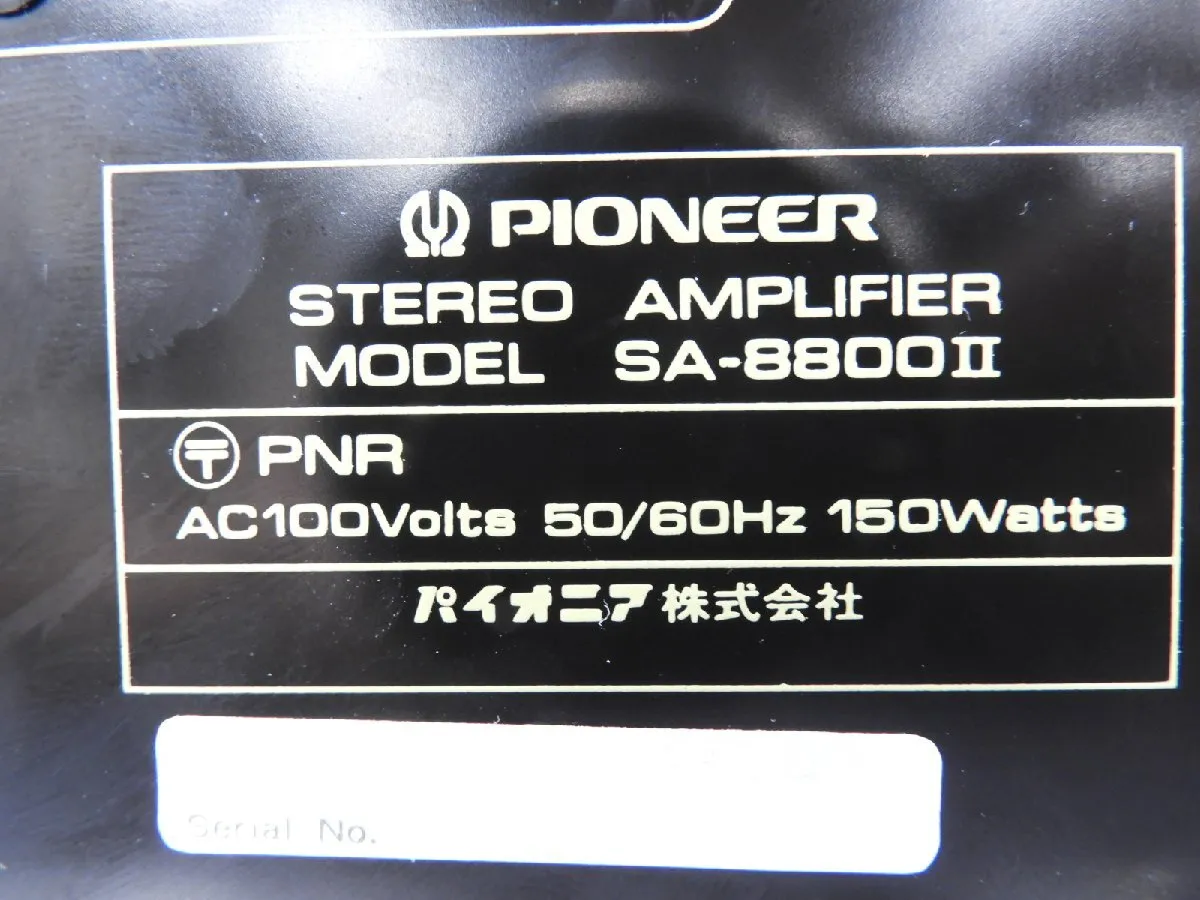 PIONEER
STEREO AMPLIFIER
MODEL SA-8800II
〒 PNR
AC100Volts 50/60Hz 150Watts
パイオニア株式会社
Serial No.